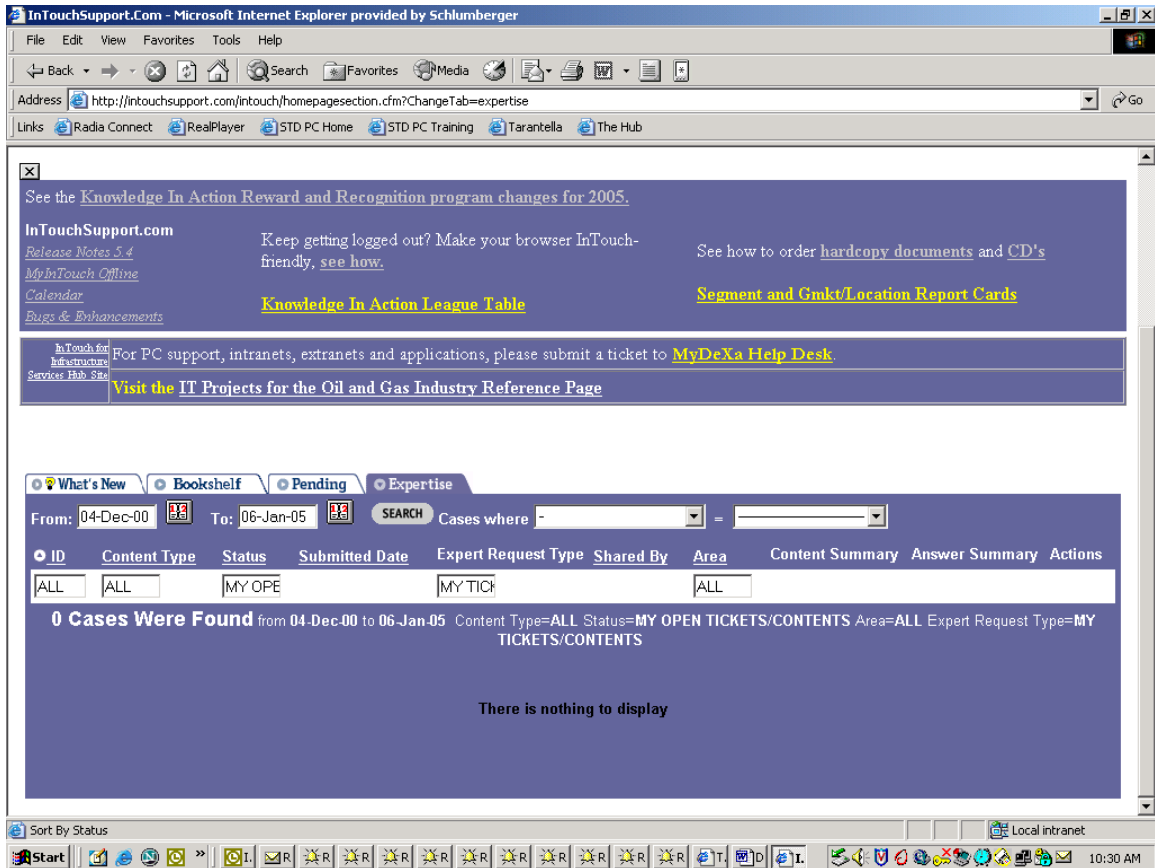 InTouchSupport.Com - Microsoft Internet Explorer provided by Schlumberger
File Edit View Favorites Tools Help
Back Search Favorites Media
Address http://intouchsupport.com/intouch/homepagesection.cfm?ChangeTab=expertise Go
Links Radia Connect RealPlayer STD PC Home STD PC Training Tarantella The Hub
See the Knowledge In Action Reward and Recognition program changes for 2005.
InTouchSupport.com
Release Notes 5.4
MyInTouch Offline
Calendar
Bugs & Enhancements
Keep getting logged out? Make your browser InTouch-
friendly, see how.
Knowledge In Action League Table
See how to order hardcopy documents and CD's
Segment and Gmkt/Location Report Cards
InTouch for
Infrastructure
Services Hub Site
For PC support, intranets, extranets and applications, please submit a ticket to MyDeXa Help Desk.
Visit the IT Projects for the Oil and Gas Industry Reference Page
What's New Bookshelf Pending Expertise
From: 04-Dec-00 To: 06-Jan-05 SEARCH Cases where - =
ID Content Type Status Submitted Date Expert Request Type Shared By Area Content Summary Answer Summary Actions
ALL ALL MY OPE MY TICK ALL
0 Cases Were Found from 04-Dec-00 to 06-Jan-05 Content Type=ALL Status=MY OPEN TICKETS/CONTENTS Area=ALL Expert Request Type=MY
TICKETS/CONTENTS
There is nothing to display
Sort By Status Local intranet
Start » I. R R R R R R R R R R T. D I. 10:30 AM